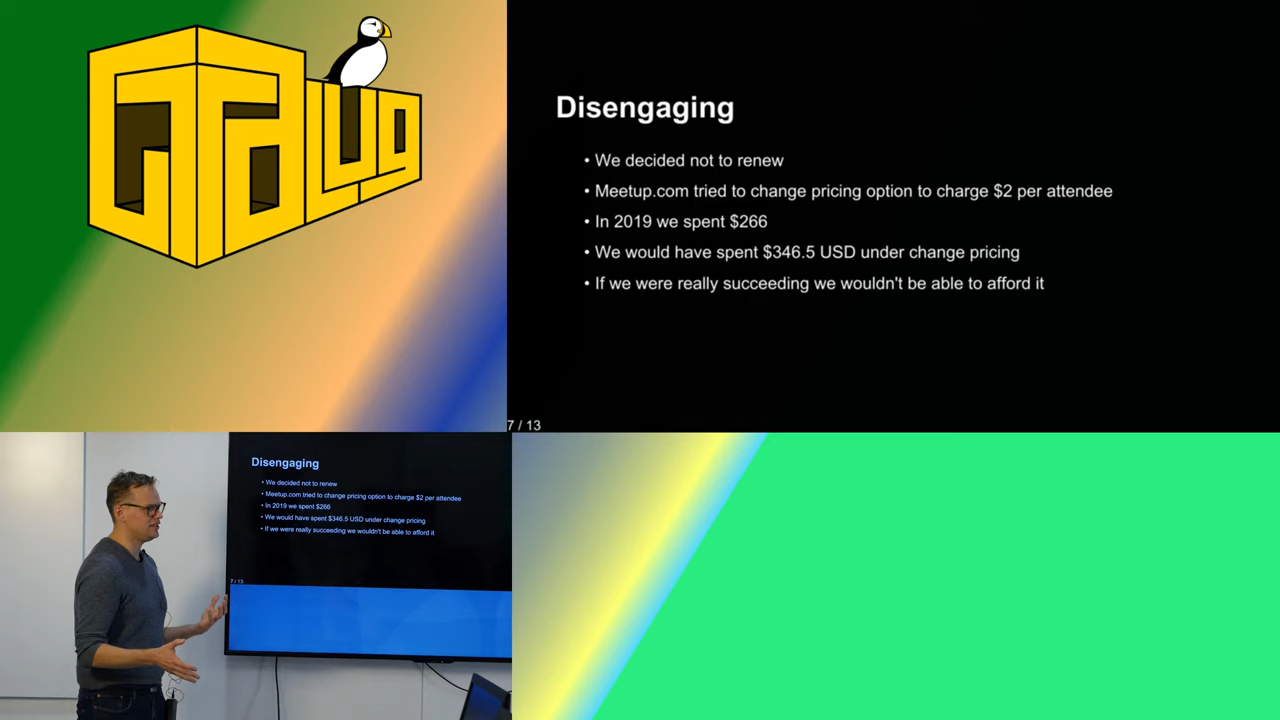 GTALug
Disengaging
• We decided not to renew
• Meetup.com tried to change pricing option to charge $2 per attendee
• In 2019 we spent $266
• We would have spent $346.5 USD under change pricing
• If we were really succeeding we wouldn't be able to afford it
7 / 13
Disengaging
• We decided not to renew
• Meetup.com tried to change pricing option to charge $2 per attendee
• In 2019 we spent $266
• We would have spent $346.5 USD under change pricing
• If we were really succeeding we wouldn't be able to afford it
7 / 13